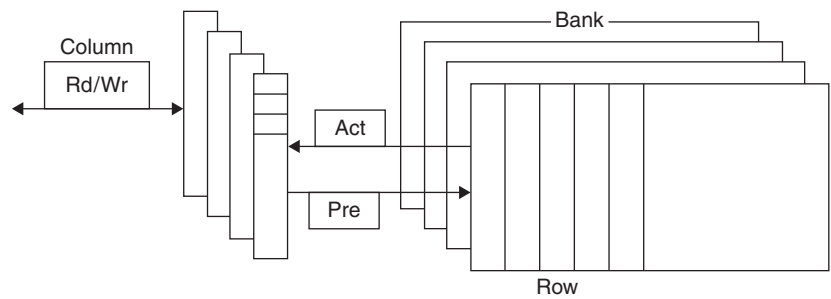 Bank
Column
Rd/Wr
Act
Pre
Row